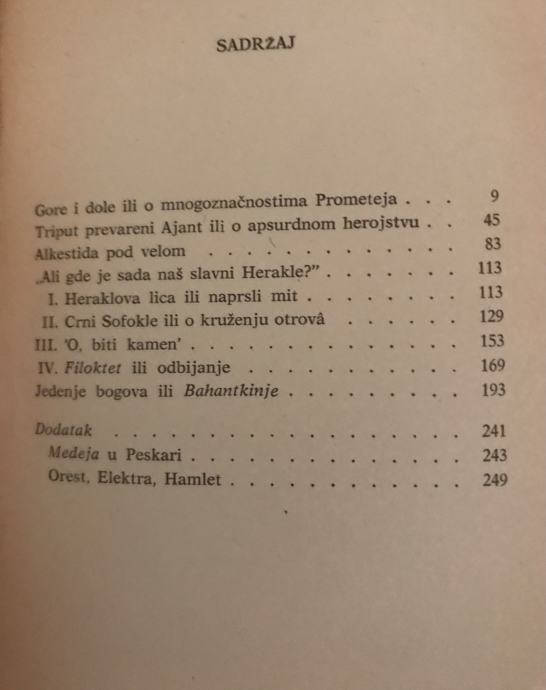 SADRŽAJ
Gore i dole ili o mnogoznačnostima Prometeja . . . 9
Triput prevareni Ajant ili o apsurdnom herojstvu . . 45
Alkestida pod velom . . . . . . . . . . . 83
„Ali gde je sada naš slavni Herakle?” . . . . . . . 113
I. Heraklova lica ili naprsli mit . . . . . . . 113
II. Crni Sofokle ili o kruženju otrovâ . . . . . . 129
III. 'O, biti kamen' . . . . . . . . . . . . 153
IV. Filoktet ili odbijanje . . . . . . . . . . 169
Jedenje bogova ili Bahantkinje . . . . . . . . 193
Dodatak . . . . . . . . . . . . . . . 241
Medeja u Peskari . . . . . . . . . . . . 243
Orest, Elektra, Hamlet . . . . . . . . . . 249